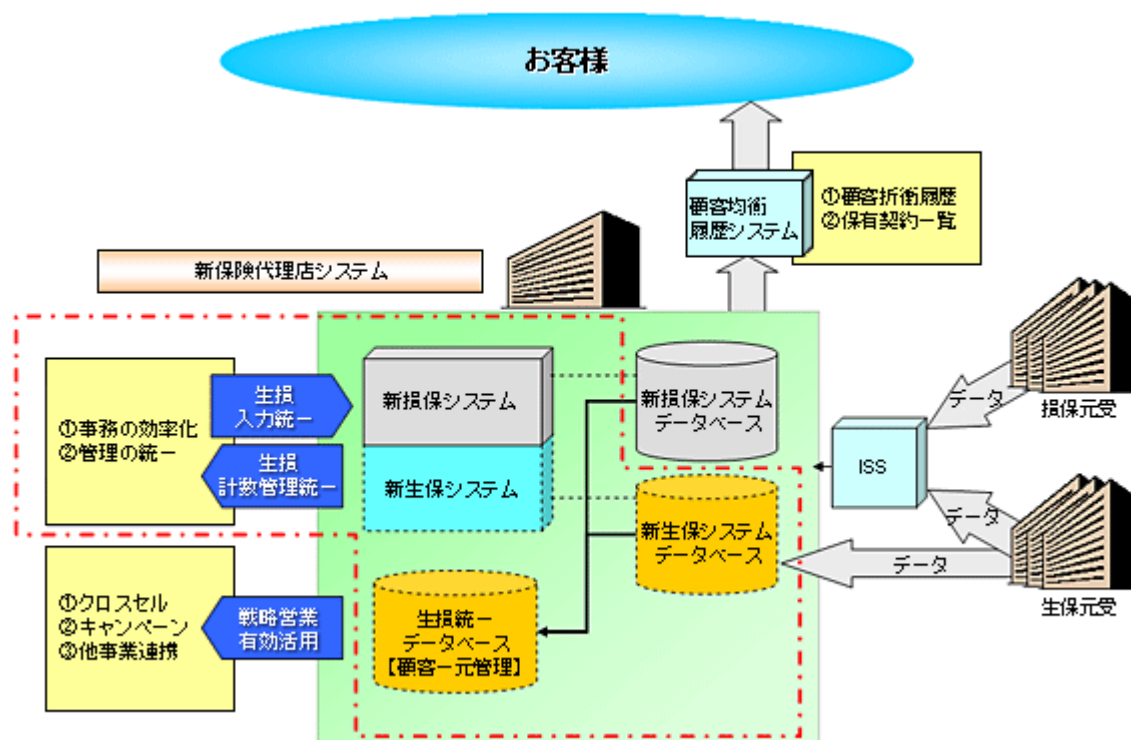 お客様
顧客均衡
履歴システム
①顧客折衝履歴
②保有契約一覧
新保険代理店システム
①事務の効率化
②管理の統一
生損
入力統一
生損
計数管理統一
新損保システム
新生保システム
新損保システム
データベース
新生保システム
データベース
ISS
データ
損保元受
データ
データ
生保元受
①クロスセル
②キャンペーン
③他事業連携
戦略営業
有効活用
生損統一
データベース
【顧客一元管理】